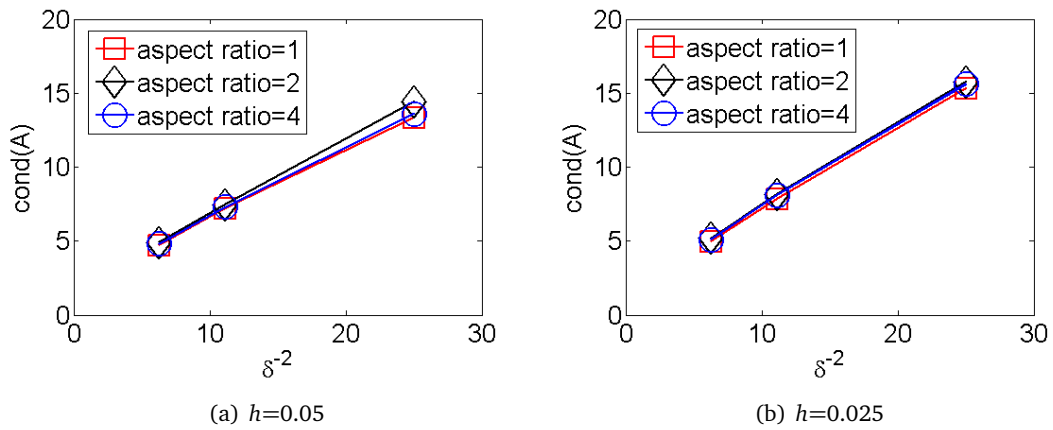 20
15
10
5
0
cond(A)
aspect ratio=1
aspect ratio=2
aspect ratio=4
0 10 20 30
δ⁻²
(a) h=0.05
20
15
10
5
0
cond(A)
aspect ratio=1
aspect ratio=2
aspect ratio=4
0 10 20 30
δ⁻²
(b) h=0.025